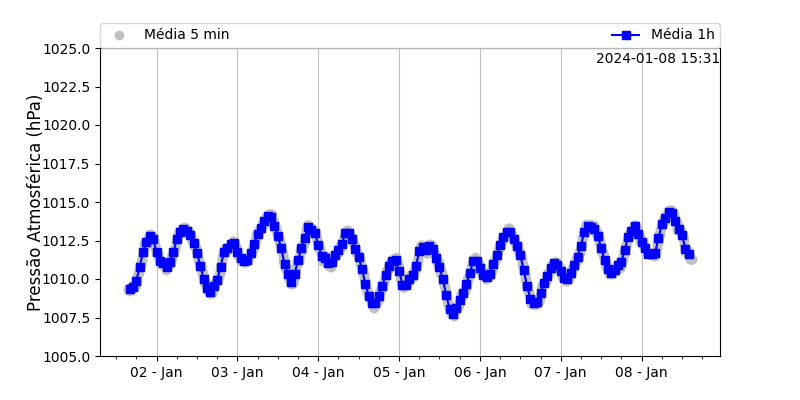 Média 5 min
Média 1h
2024-01-08 15:31
Pressão Atmosférica (hPa)
1025.0
1022.5
1020.0
1017.5
1015.0
1012.5
1010.0
1007.5
1005.0
02 - Jan
03 - Jan
04 - Jan
05 - Jan
06 - Jan
07 - Jan
08 - Jan